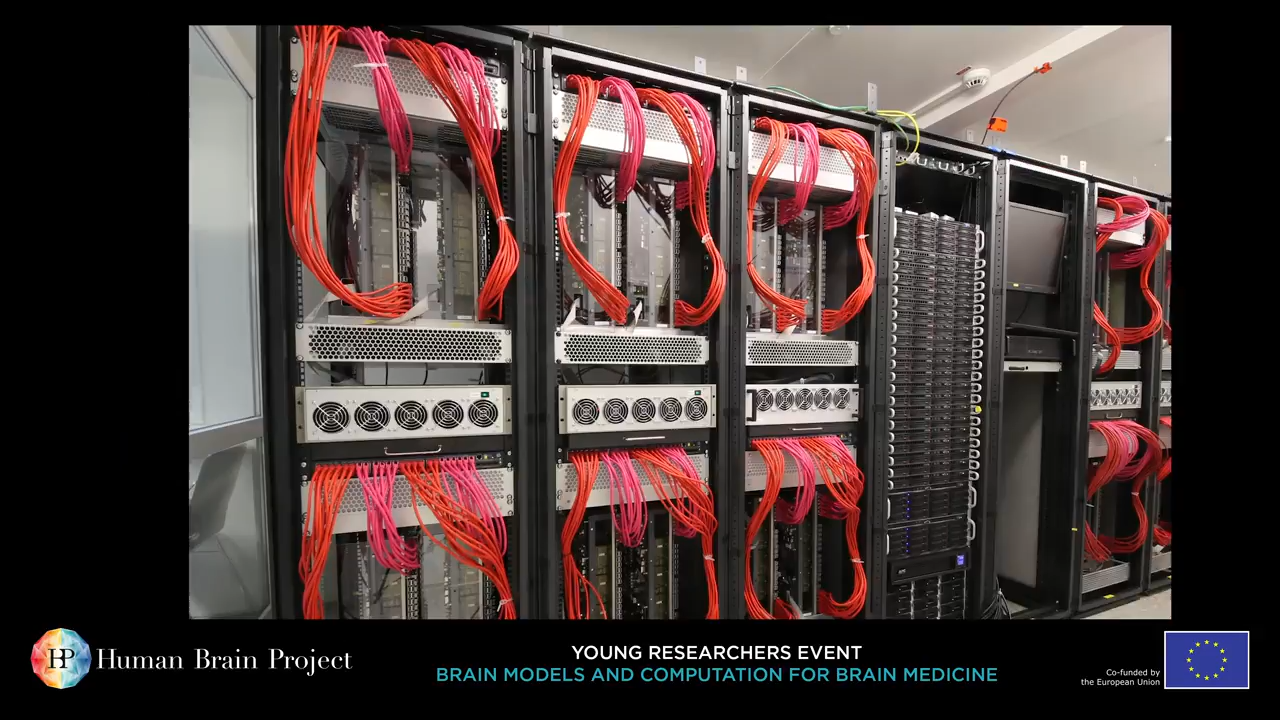 HP Human Brain Project
YOUNG RESEARCHERS EVENT
BRAIN MODELS AND COMPUTATION FOR BRAIN MEDICINE
Co-funded by
the European Union